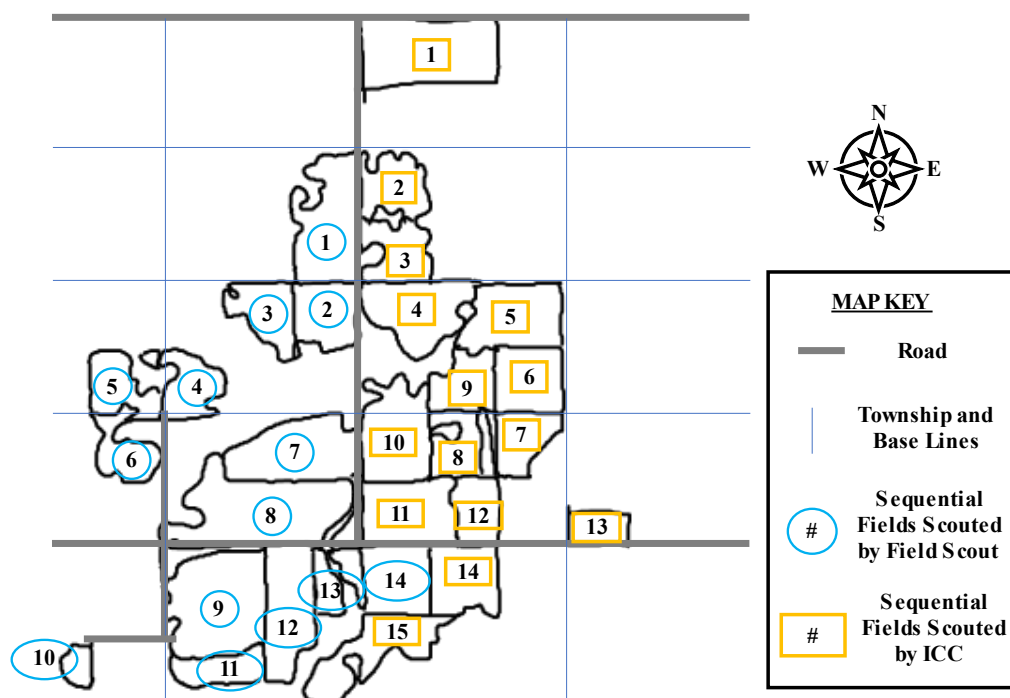 1
N
W E
S
2
1
3
3
2
4
5
5
4
9
6
6
7
10
8
7
8
11
12
13
9
13
14
14
12
15
10
11
MAP KEY
Road
Township and
Base Lines
#
Sequential
Fields Scouted
by Field Scout
#
Sequential
Fields Scouted
by ICC